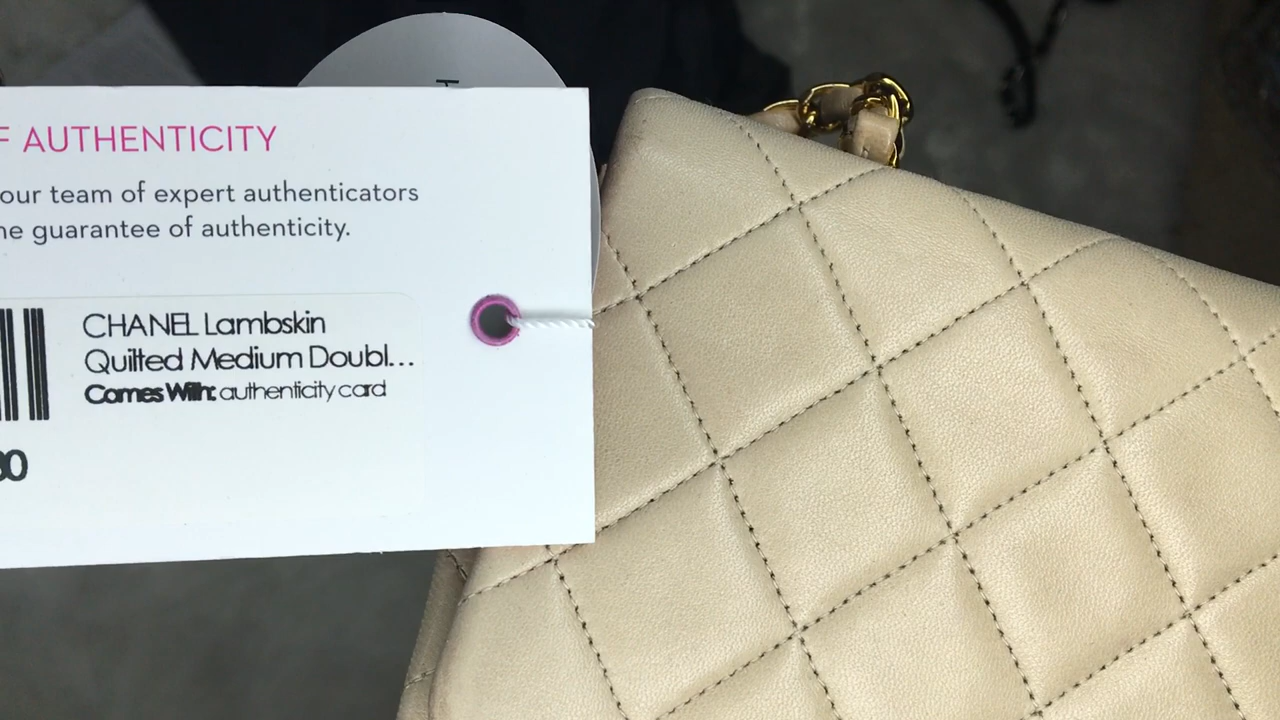 H
F AUTHENTICITY
our team of expert authenticators
he guarantee of authenticity.
CHANEL Lambskin
Quilted Medium Doubl...
Comes With: authenticity card
00